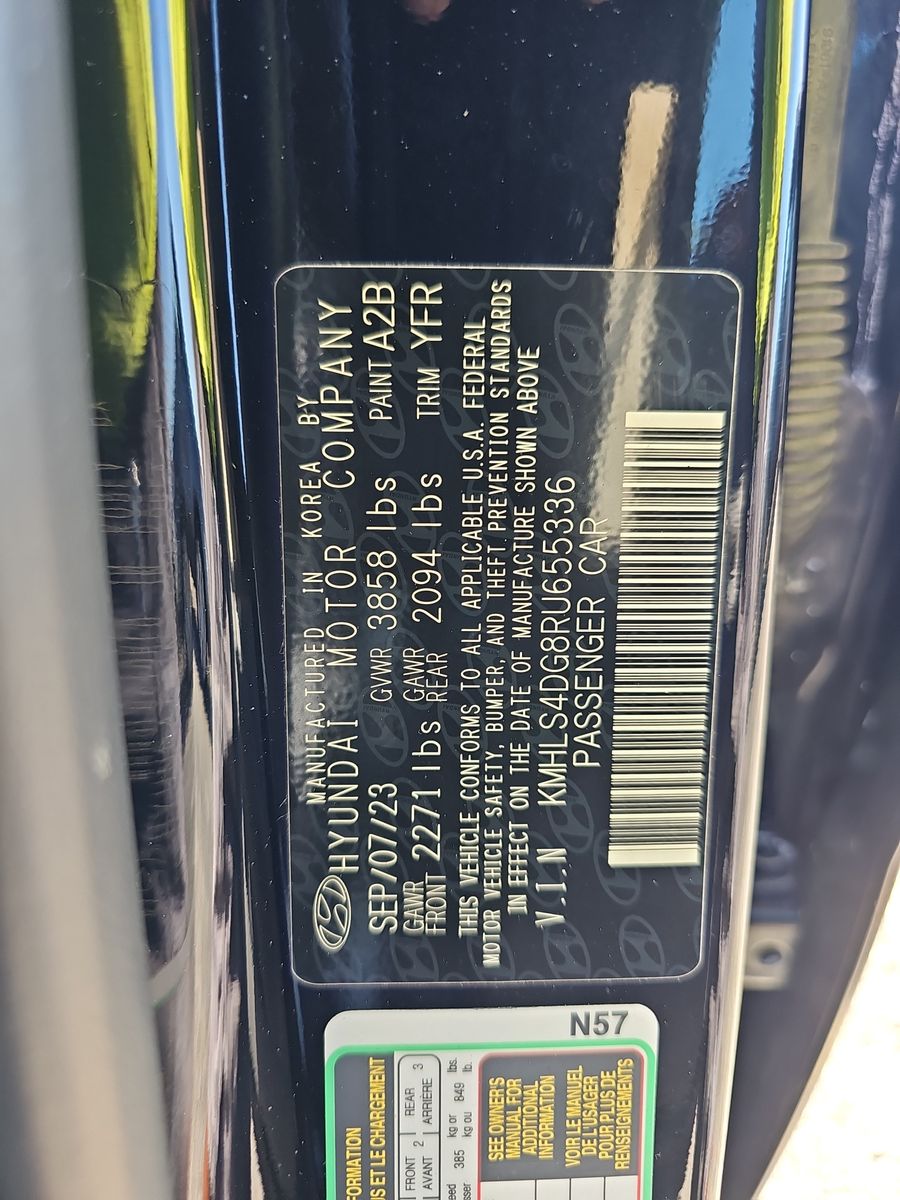 MANUFACTURED IN KOREA BY
HYUNDAI MOTOR COMPANY
SEP/07/23 GVWR 3858 lbs PAINT A2B
GAWR FRONT 2271 lbs GAWR REAR 2094 lbs TRIM YFR
THIS VEHICLE CONFORMS TO ALL APPLICABLE U.S.A. FEDERAL
MOTOR VEHICLE SAFETY, BUMPER, AND THEFT PREVENTION STANDARDS
IN EFFECT ON THE DATE OF MANUFACTURE SHOWN ABOVE
V.I.N KMHLS4DG8RU655336
PASSENGER CAR
N57
ET LE CHARGEMENT
FRONT 2 REAR
AVANT ARRIÈRE 3
385 kg or 849 lbs.
kg ou lb.
SEE OWNER'S
MANUAL FOR
ADDITIONAL
INFORMATION
VOIR LE MANUEL
DE L'USAGER
POUR PLUS DE
RENSEIGNEMENTS